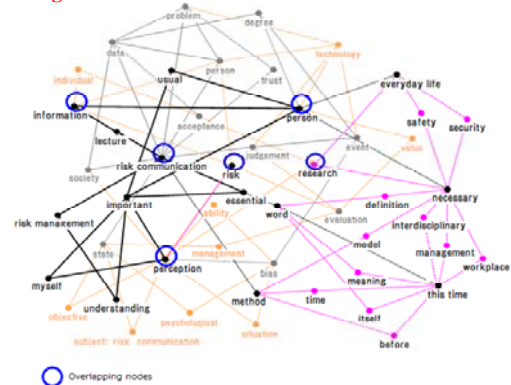 problem
degree
data
usual
person
trust
technology
individual
everyday life
information
person
safety
security
lecture
acceptance
event
value
risk communication
judgement
society
risk
research
necessary
important
essential
word
definition
ability
evaluation
interdisciplinary
risk management
model
state
management
management
perception
bias
meaning
workplace
myself
this time
method
time
objective
understanding
itself
psychological
situation
subject: risk communication
before
Overlapping nodes